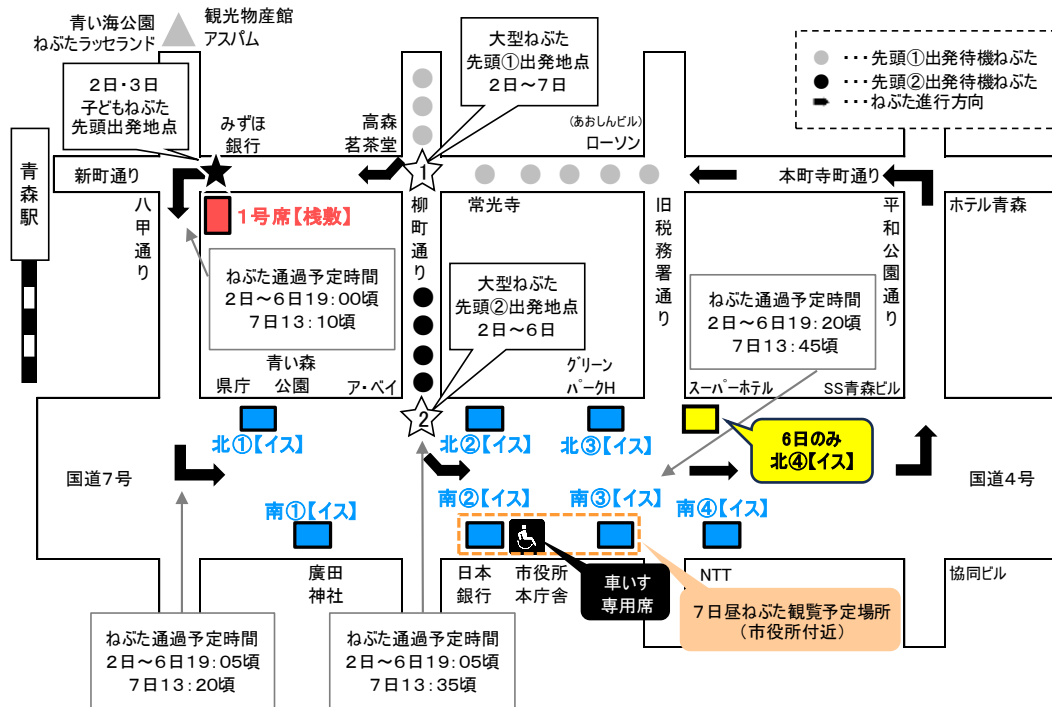 青い海公園
ねぶたラッセランド
観光物産館
アスパム
大型ねぶた
先頭①出発地点
2日~7日
・・・先頭①出発待機ねぶた
・・・先頭②出発待機ねぶた
・・・ねぶた進行方向
2日・3日
子どもねぶた
先頭出発地点
みずほ
銀行
高森
茗茶堂
(あおしんビル)
ローソン
青森駅
新町通り
1
本町寺町通り
八甲通り
1号席【桟敷】
柳町通り
常光寺
旧税務署通り
平和公園通り
ホテル青森
ねぶた通過予定時間
2日~6日19:00頃
7日13:10頃
大型ねぶた
先頭②出発地点
2日~6日
ねぶた通過予定時間
2日~6日19:20頃
7日13:45頃
県庁
青い森
公園
ア・ベイ
グリーン
パークH
スーパーホテル
SS青森ビル
2
北①【イス】
北②【イス】
北③【イス】
6日のみ
北④【イス】
国道7号
国道4号
南①【イス】
南②【イス】
南③【イス】
南④【イス】
廣田
神社
日本
銀行
市役所
本庁舎
車いす
専用席
NTT
協同ビル
7日昼ねぶた観覧予定場所
(市役所付近)
ねぶた通過予定時間
2日~6日19:05頃
7日13:20頃
ねぶた通過予定時間
2日~6日19:05頃
7日13:35頃